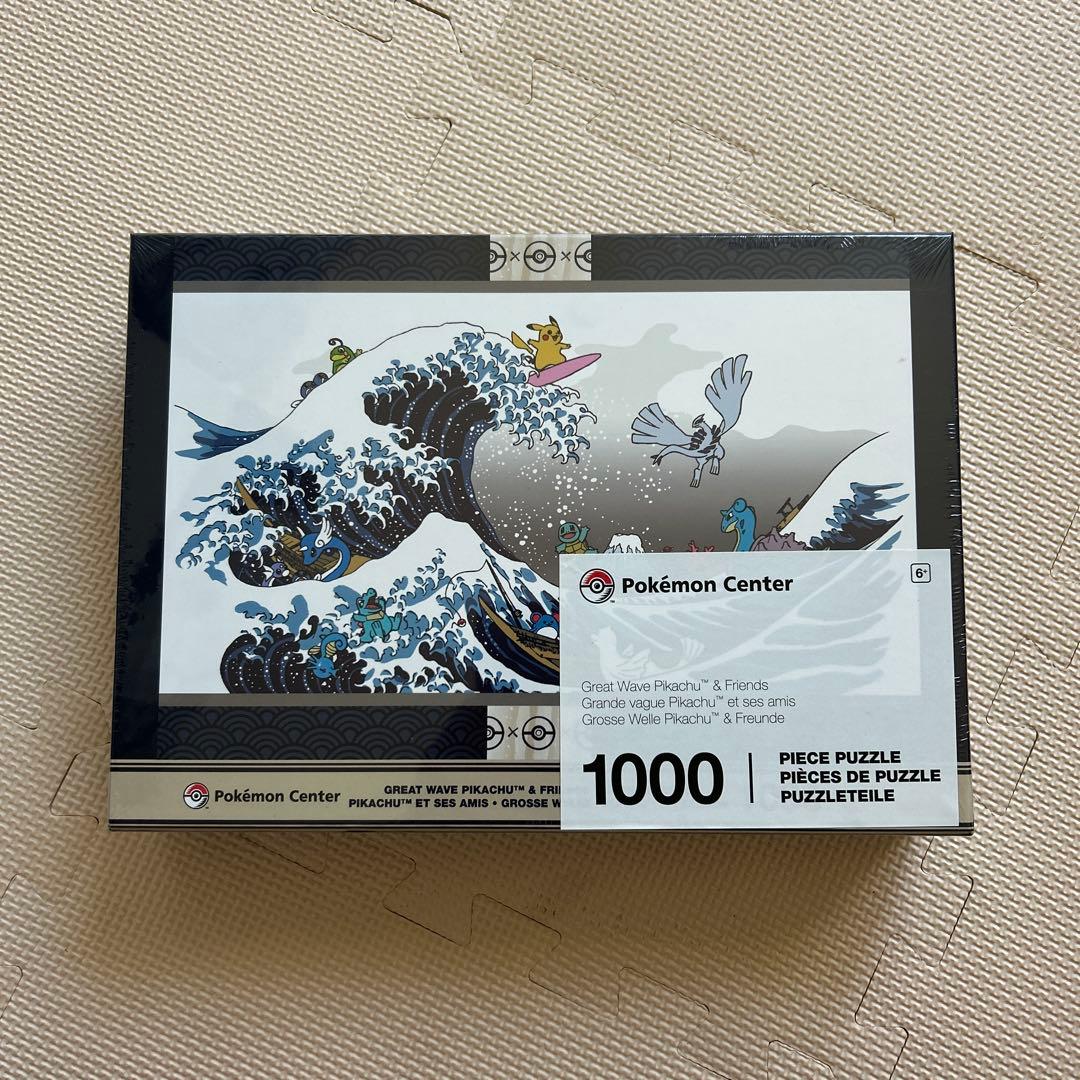 Pokémon Center
6+
Great Wave Pikachu™ & Friends
Grande vague Pikachu™ et ses amis
Grosse Welle Pikachu™ & Freunde
1000
PIECE PUZZLE
PIÈCES DE PUZZLE
PUZZLETEILE
Pokémon Center
GREAT WAVE PIKACHU™ & FRI
PIKACHU™ ET SES AMIS • GROSSE W